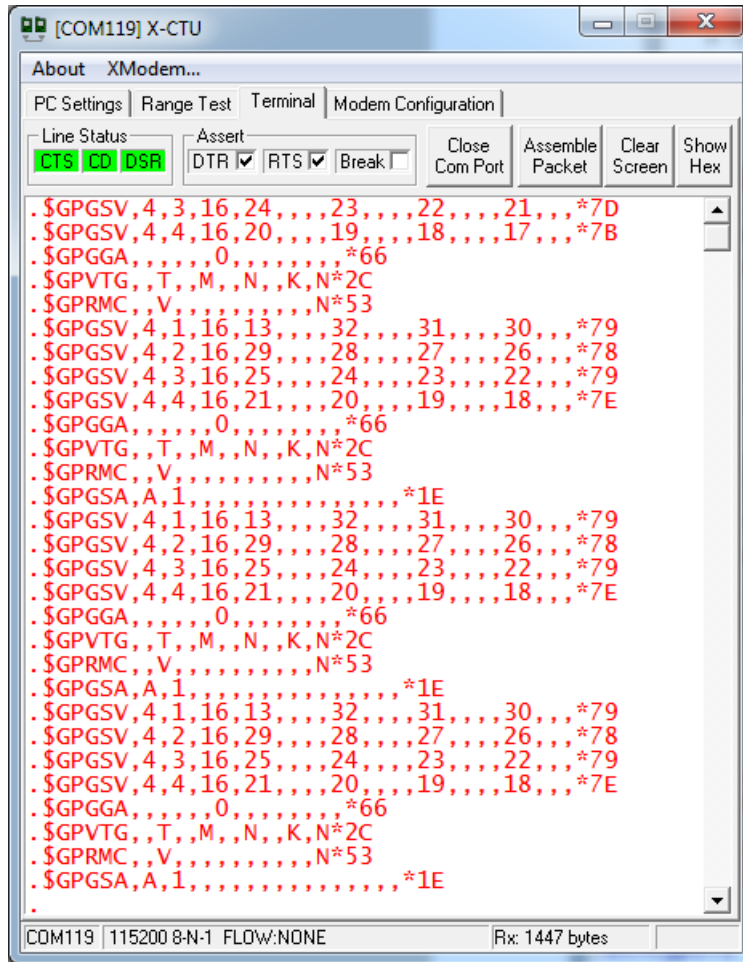 [COM119] X-CTU
About XModem...
PC Settings Range Test Terminal Modem Configuration
Line Status Assert
CTS CD DSR DTR RTS Break
Close Com Port
Assemble Packet
Clear Screen
Show Hex
.$GPGSV,4,3,16,24,,,,23,,,,22,,,,21,,,*7D
.$GPGSV,4,4,16,20,,,,19,,,,18,,,,17,,,*7B
.$GPGGA,,,,,,0,,,,,,,,*66
.$GPVTG,,T,,M,,N,,K,N*2C
.$GPRMC,,V,,,,,,,,,,N*53
.$GPGSV,4,1,16,13,,,,32,,,,31,,,,30,,,*79
.$GPGSV,4,2,16,29,,,,28,,,,27,,,,26,,,*78
.$GPGSV,4,3,16,25,,,,24,,,,23,,,,22,,,*79
.$GPGSV,4,4,16,21,,,,20,,,,19,,,,18,,,*7E
.$GPGGA,,,,,,0,,,,,,,,*66
.$GPVTG,,T,,M,,N,,K,N*2C
.$GPRMC,,V,,,,,,,,,,N*53
.$GPGSA,A,1,,,,,,,,,,,,,,,*1E
.$GPGSV,4,1,16,13,,,,32,,,,31,,,,30,,,*79
.$GPGSV,4,2,16,29,,,,28,,,,27,,,,26,,,*78
.$GPGSV,4,3,16,25,,,,24,,,,23,,,,22,,,*79
.$GPGSV,4,4,16,21,,,,20,,,,19,,,,18,,,*7E
.$GPGGA,,,,,,0,,,,,,,,*66
.$GPVTG,,T,,M,,N,,K,N*2C
.$GPRMC,,V,,,,,,,,,,N*53
.$GPGSA,A,1,,,,,,,,,,,,,,,*1E
.$GPGSV,4,1,16,13,,,,32,,,,31,,,,30,,,*79
.$GPGSV,4,2,16,29,,,,28,,,,27,,,,26,,,*78
.$GPGSV,4,3,16,25,,,,24,,,,23,,,,22,,,*79
.$GPGSV,4,4,16,21,,,,20,,,,19,,,,18,,,*7E
.$GPGGA,,,,,,0,,,,,,,,*66
.$GPVTG,,T,,M,,N,,K,N*2C
.$GPRMC,,V,,,,,,,,,,N*53
.$GPGSA,A,1,,,,,,,,,,,,,,,*1E
.
COM119 115200 8-N-1 FLOW:NONE Rx: 1447 bytes